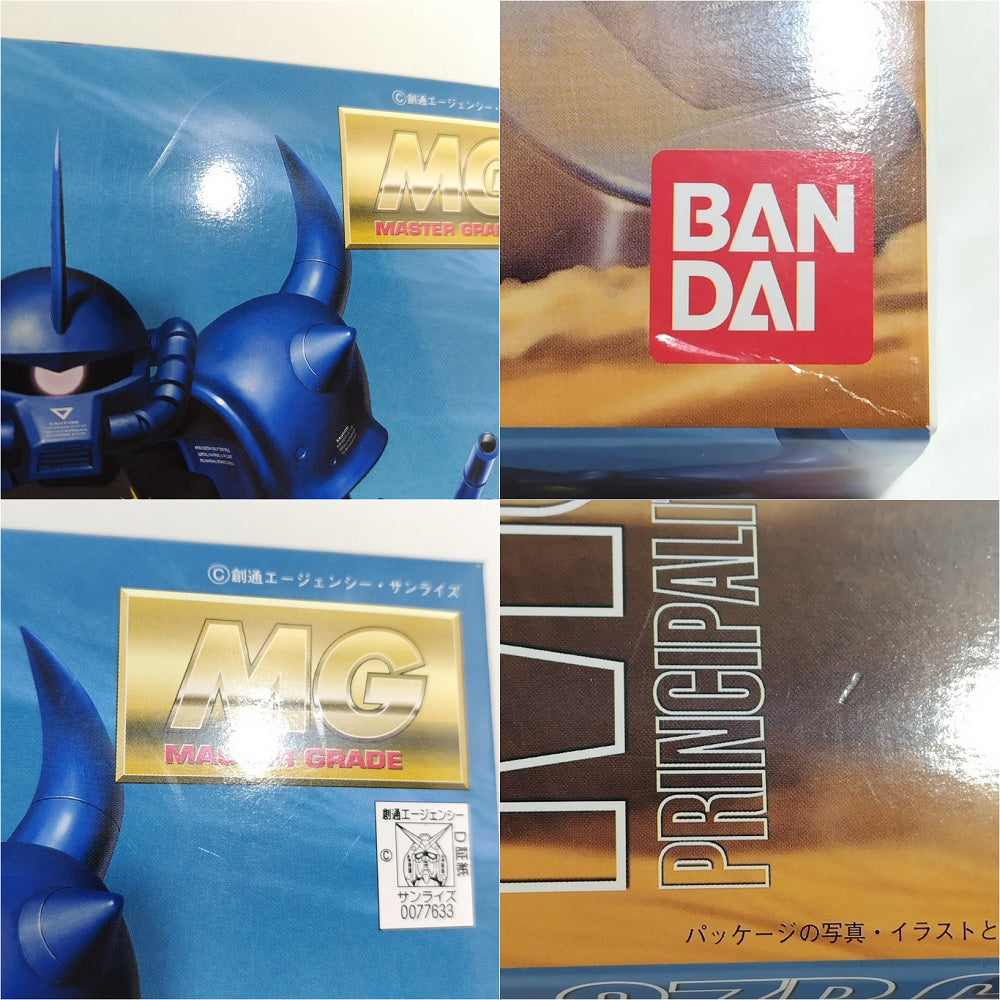 ©創通エージェンシー・
MG
MASTER GRA
CAUTION
BAN
DAI
©創通エージェンシー・サンライズ
MG
MASTER GRADE
創通エージェンシー
©
証紙
サンライズ
0077633
PRINCIPALI
パッケージの写真・イラストと